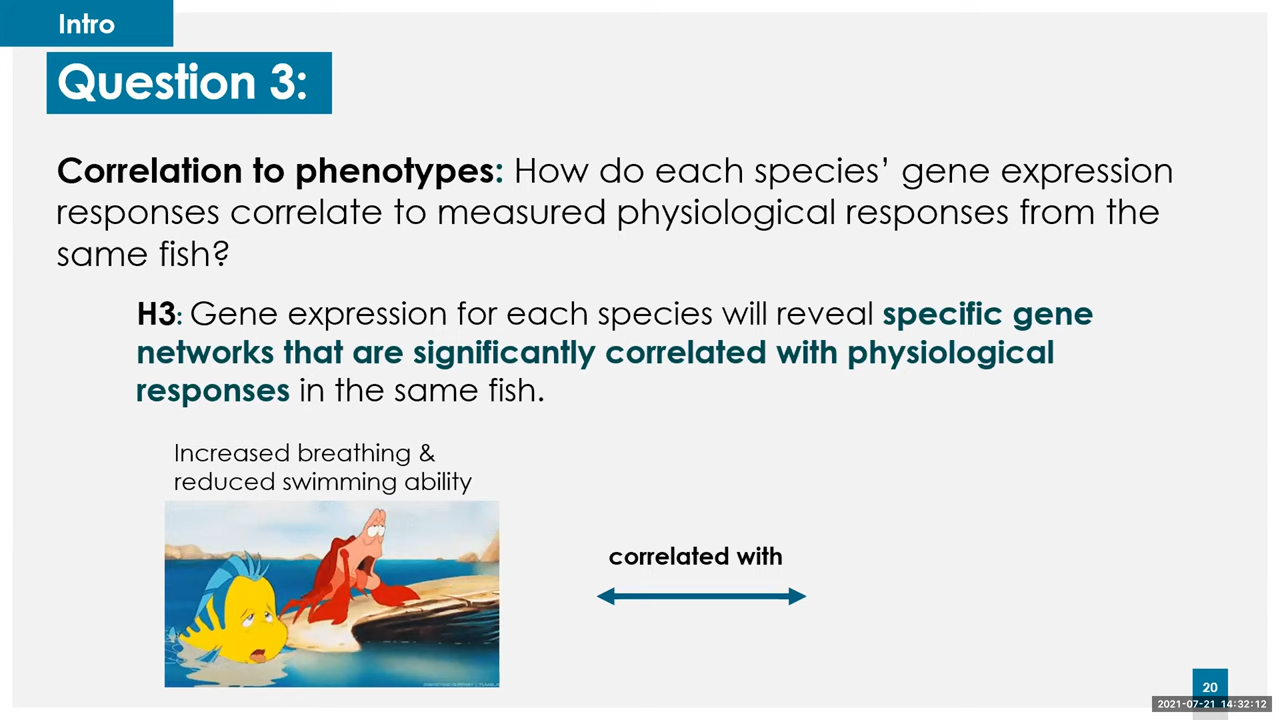 Intro
Question 3:
Correlation to phenotypes: How do each species’ gene expression
responses correlate to measured physiological responses from the
same fish?
H3: Gene expression for each species will reveal specific gene
networks that are significantly correlated with physiological
responses in the same fish.
Increased breathing &
reduced swimming ability
correlated with
20
2021-07-21 14:32:12